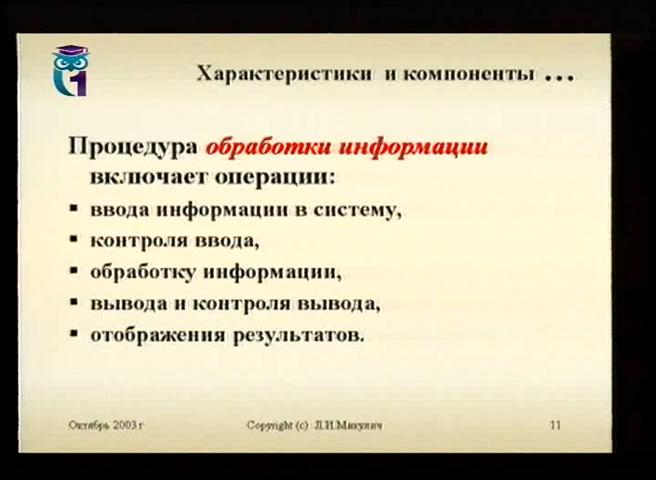 Характеристики и компоненты ...
Процедура обработки информации
включает операции:
▪ ввода информации в систему,
▪ контроля ввода,
▪ обработку информации,
▪ вывода и контроля вывода,
▪ отображения результатов.
Октябрь 2003 г
Copyright (c) Л.И.Микулич
11